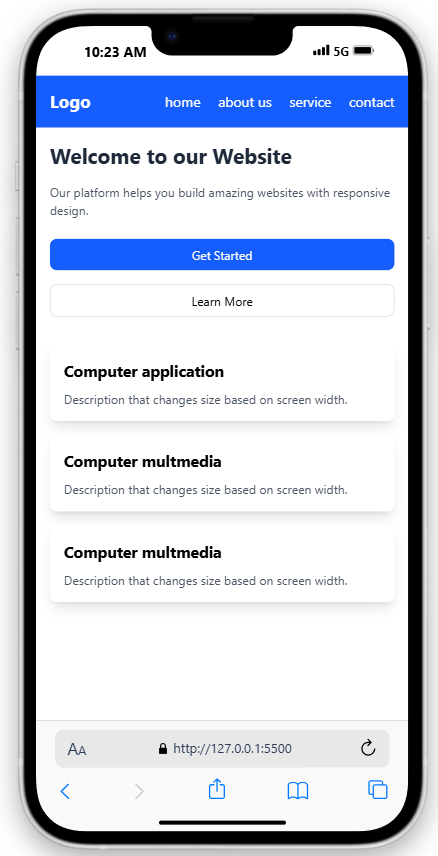 10:23 AM 5G
Logo home about us service contact
Welcome to our Website
Our platform helps you build amazing websites with responsive
design.
Get Started
Learn More
Computer application
Description that changes size based on screen width.
Computer multmedia
Description that changes size based on screen width.
Computer multmedia
Description that changes size based on screen width.
AA http://127.0.0.1:5500